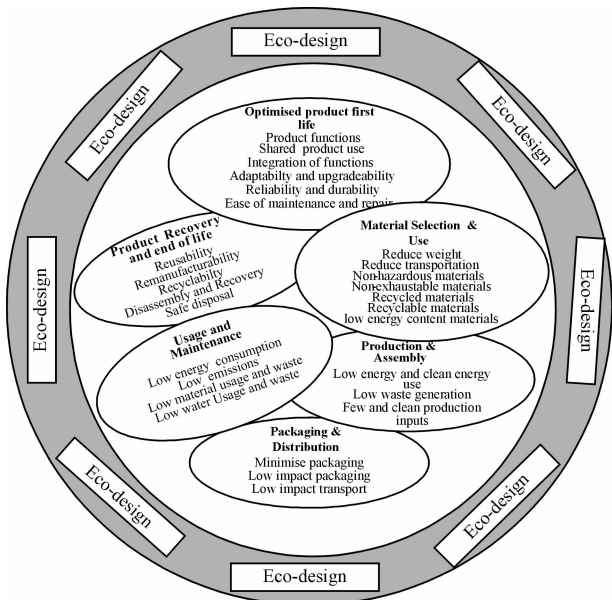 Eco-design
Eco-design
Eco-design
Optimised product first
life
Product functions
Shared product use
Integration of functions
Adaptabilty and upgradeability
Reliability and durability
Ease of maintenance and repair
Product Recovery
and end of life
Reusability
Remanufacturability
Recyclabilty
Disassembly and Recovery
Safe disposal
Material Selection &
Use
Reduce weight
Reduce transportation
Non-hazardous materials
Non-exhaustable materials
Recycled materials
Recyclable materials
low energy content materials
Eco-design
Eco-design
Usage and
Maintenance
Low energy consumption
Low emissions
Low material usage and waste
Low water Usage and waste
Production &
Assembly
Low energy and clean energy
use
Low waste generation
Few and clean production
inputs
Packaging &
Distribution
Minimise packaging
Low impact packaging
Low impact transport
Eco-design
Eco-design
Eco-design